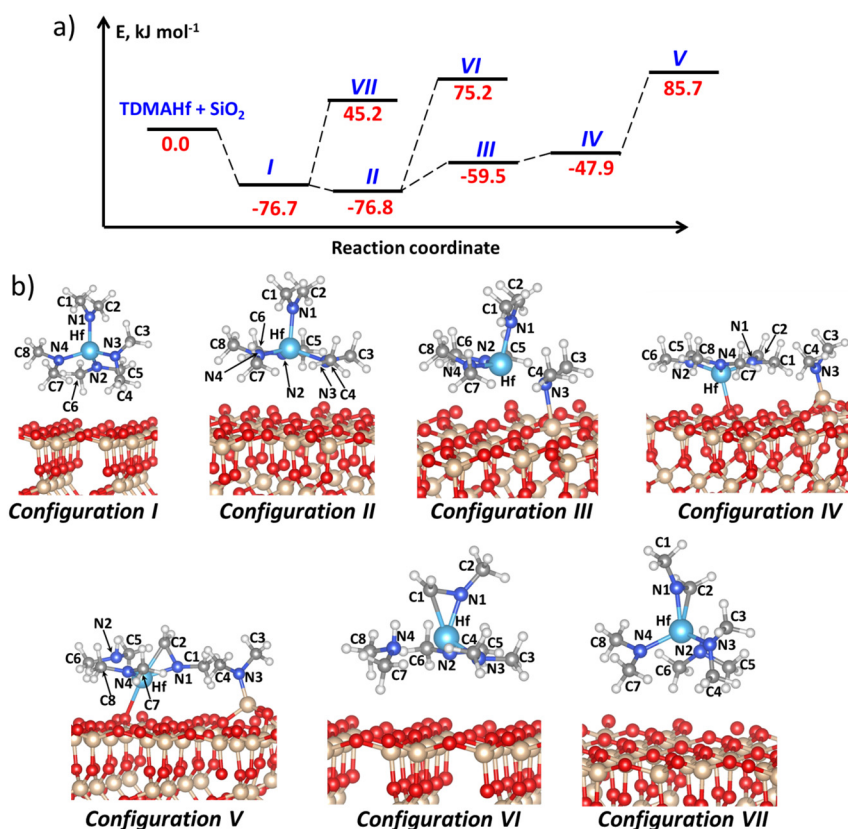 a)
E, kJ mol⁻¹
TDMAHf + SiO₂
0.0
I
-76.7
VII
45.2
II
-76.8
VI
75.2
III
-59.5
IV
-47.9
V
85.7
Reaction coordinate
b)
C1 C2
N1
Hf
N4 N3 C3
C8
C7 N2 C5
C6 C4
Configuration I
C1 C2
N1
C6 Hf
C8 C5 C3
N4 C7
N2 N3 C4
Configuration II
C2
C1
N1
Hf
C6 N2 C5 C3
C8 N4 C4
C7 N3
Configuration III
N1 C2
C5 C8 N4 C4
C6 N2 C7 C1 N3
Hf
Configuration IV
N2 C5 C2 C3
C6 N4 Hf N1 C1 C4 N3
C8 C7
Configuration V
C2
C1 N1
Hf
C8 N4 C4 C5
C7 C6 N2 N3 C3
Configuration VI
C1
N1 C2
Hf C3
C8 N4 N2 N3
C7 C6 C5
C4
Configuration VII